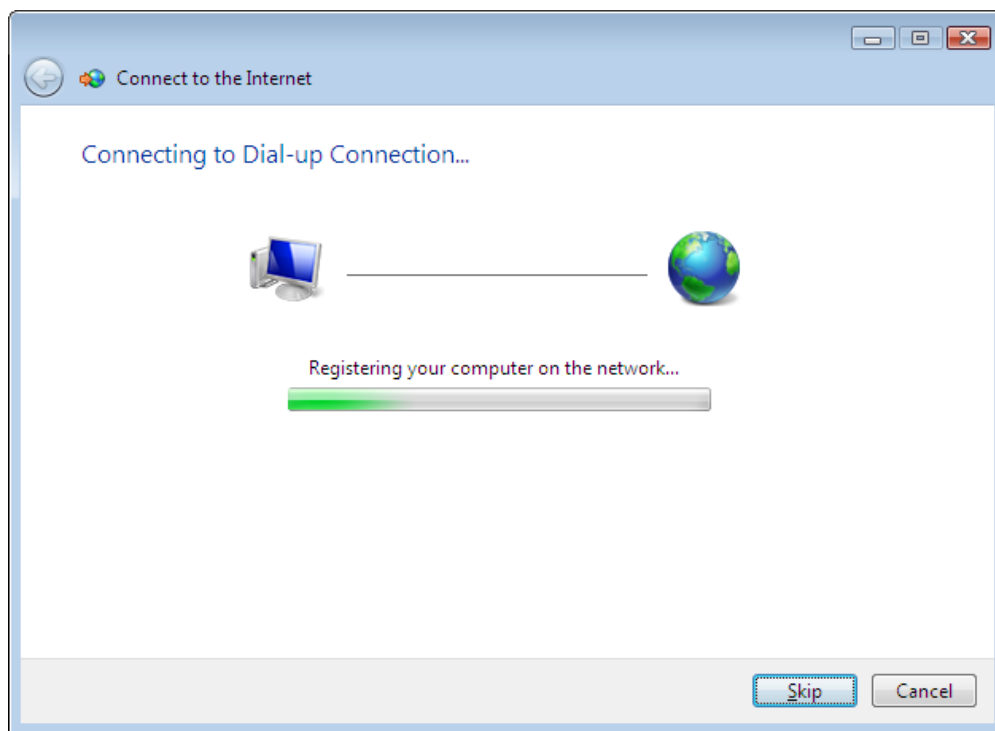 Connect to the Internet
Connecting to Dial-up Connection...
Registering your computer on the network...
Skip Cancel